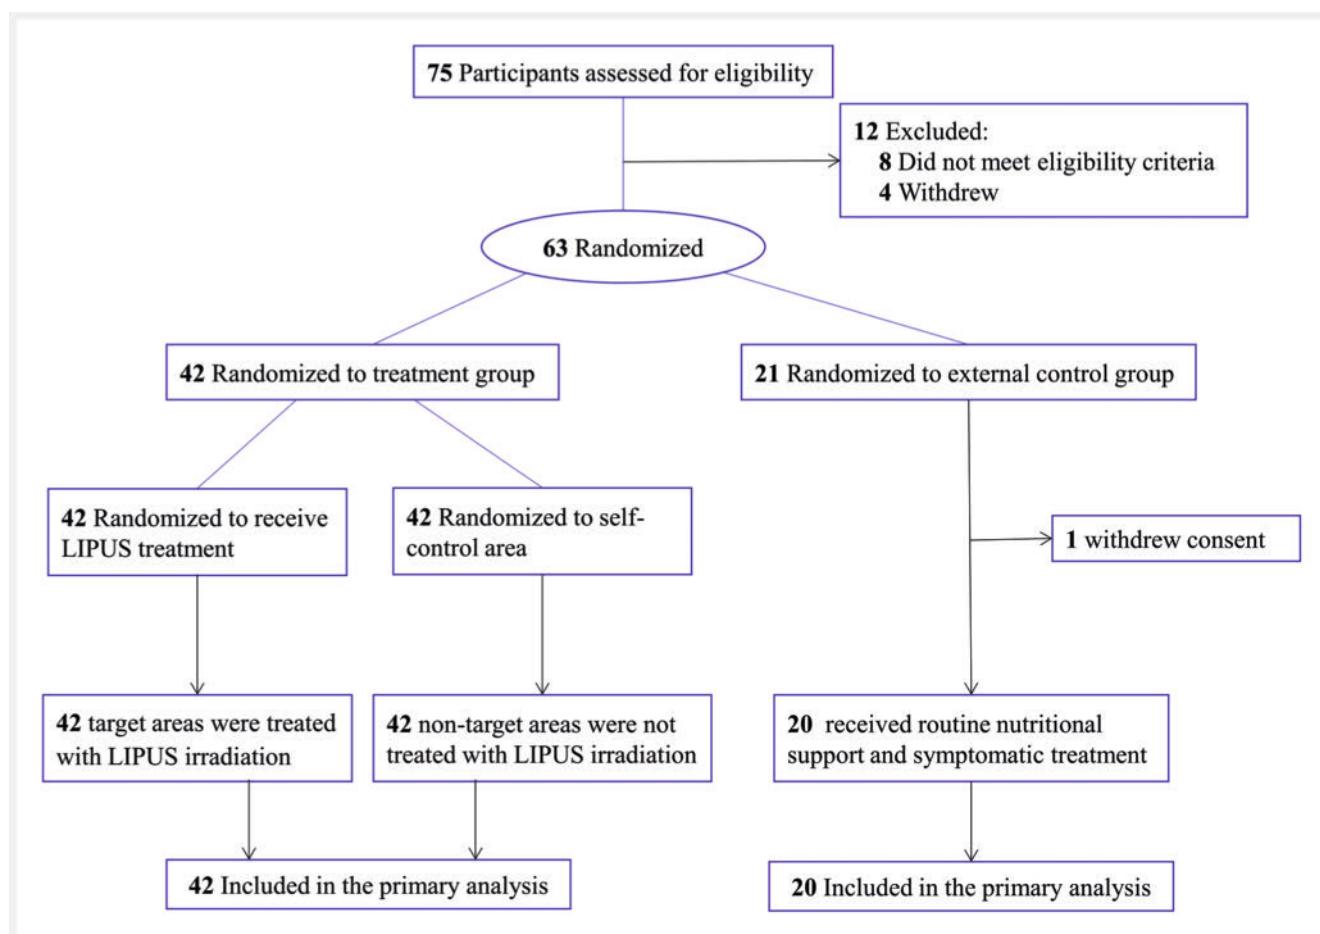 75 Participants assessed for eligibility
12 Excluded:
8 Did not meet eligibility criteria
4 Withdrew
63 Randomized
42 Randomized to treatment group
21 Randomized to external control group
42 Randomized to receive
LIPUS treatment
42 Randomized to self-
control area
1 withdrew consent
42 target areas were treated
with LIPUS irradiation
42 non-target areas were not
treated with LIPUS irradiation
20 received routine nutritional
support and symptomatic treatment
42 Included in the primary analysis
20 Included in the primary analysis